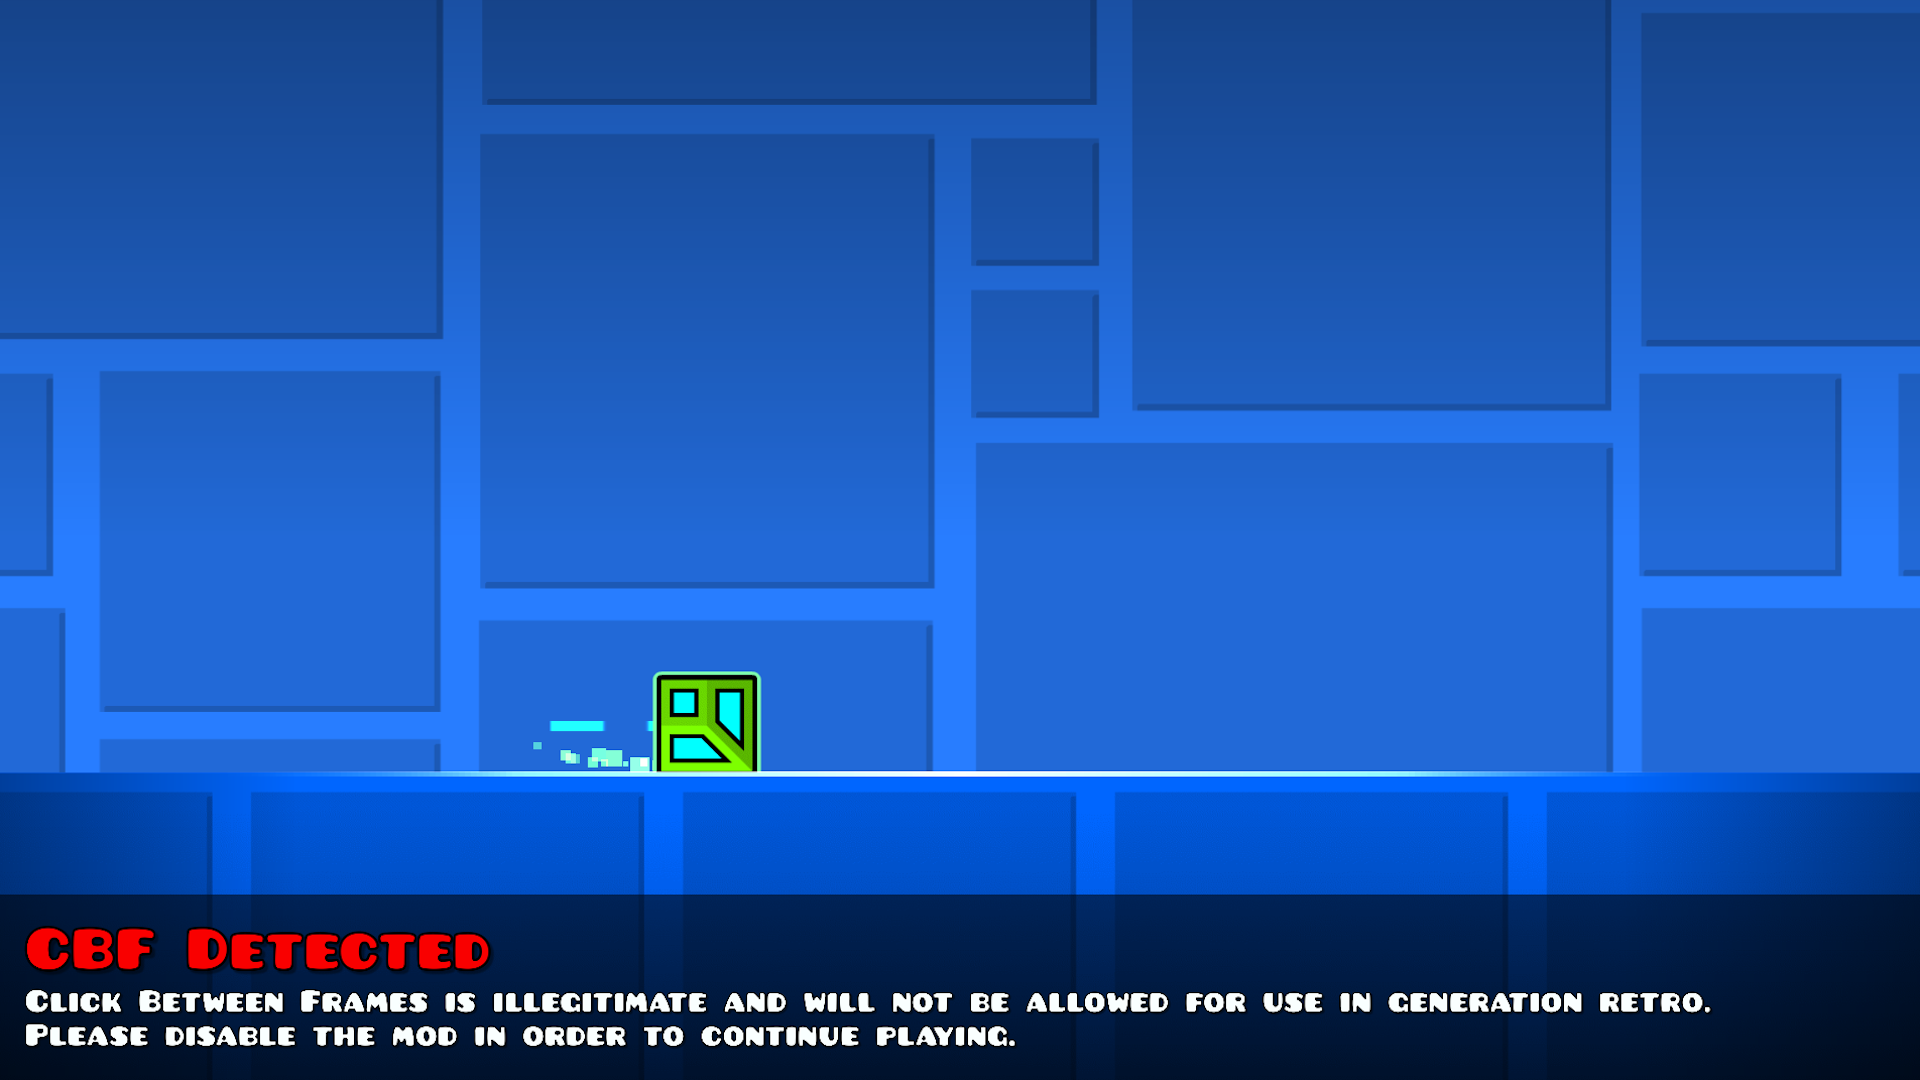 CBF Detected
Click Between Frames is illegitimate and will not be allowed for use in generation retro.
Please disable the mod in order to continue playing.